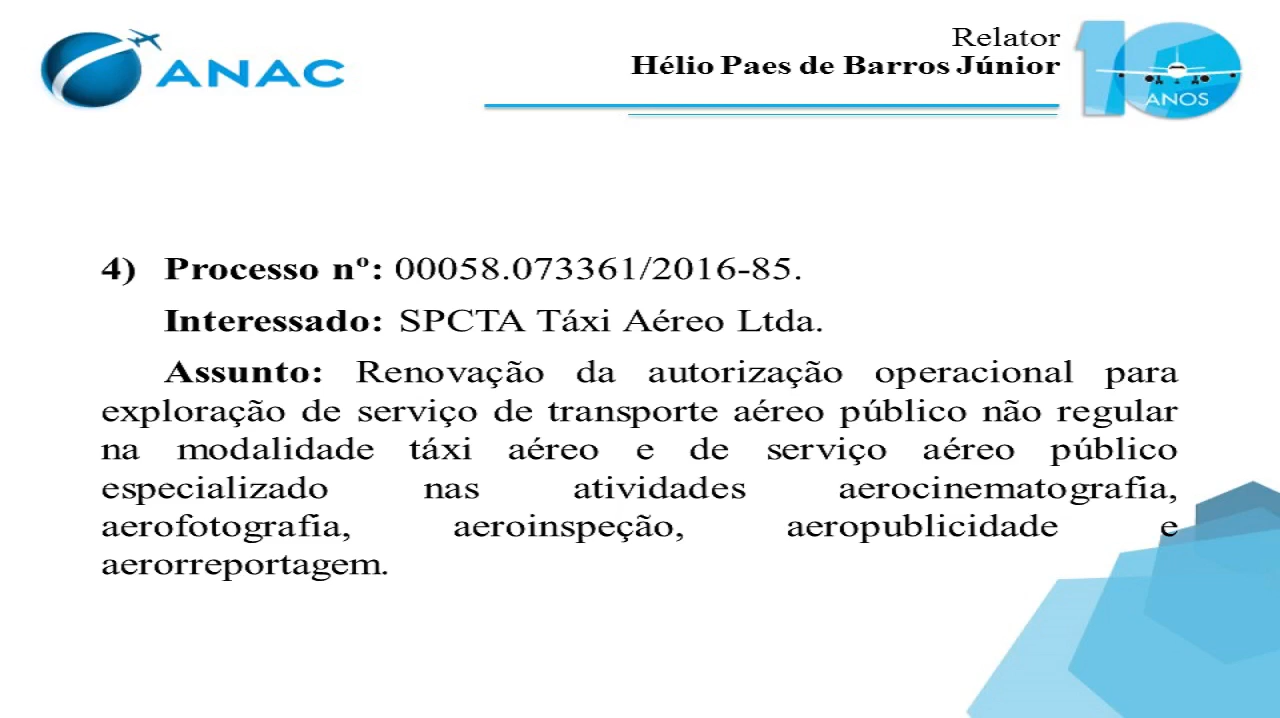 ANAC
Relator
Hélio Paes de Barros Júnior
10
ANOS
4) Processo nº: 00058.073361/2016-85.
Interessado: SPCTA Táxi Aéreo Ltda.
Assunto: Renovação da autorização operacional para
exploração de serviço de transporte aéreo público não regular
na modalidade táxi aéreo e de serviço aéreo público
especializado nas atividades aerocinematografia,
aerofotografia, aeroinspeção, aeropublicidade e
aerorreportagem.